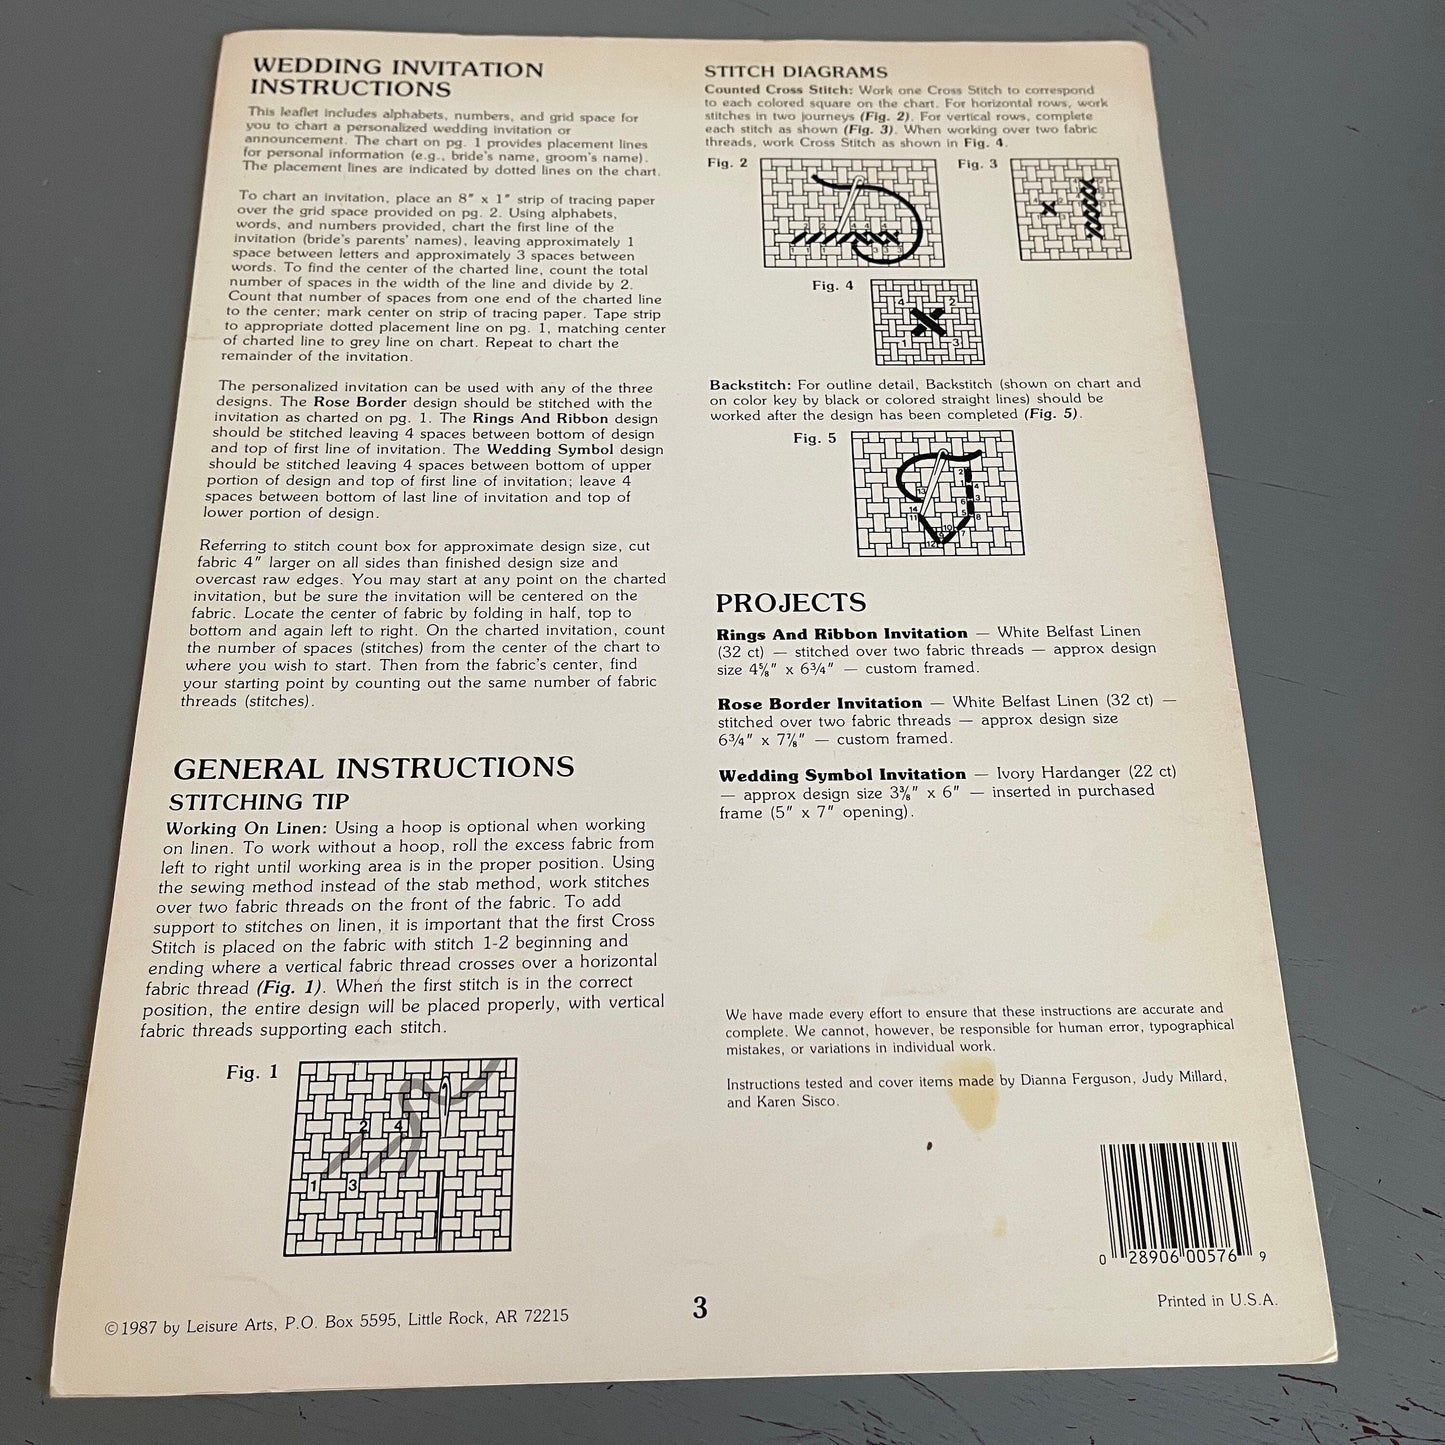 WEDDING INVITATION
INSTRUCTIONS
This leaflet includes alphabets, numbers, and grid space for
you to chart a personalized wedding invitation or
announcement. The chart on pg. 1 provides placement lines
for personal information (e.g., bride's name, groom's name).
The placement lines are indicated by dotted lines on the chart.
To chart an invitation, place an 8" x 1" strip of tracing paper
over the grid space provided on pg. 2. Using alphabets,
words, and numbers provided, chart the first line of the
invitation (bride's parents' names), leaving approximately 1
space between letters and approximately 3 spaces between
words. To find the center of the charted line, count the total
number of spaces in the width of the line and divide by 2.
Count that number of spaces from one end of the charted line
to the center; mark center on strip of tracing paper. Tape strip
to appropriate dotted placement line on pg. 1, matching center
of charted line to grey line on chart. Repeat to chart the
remainder of the invitation.
The personalized invitation can be used with any of the three
designs. The Rose Border design should be stitched with the
invitation as charted on pg. 1. The Rings And Ribbon design
should be stitched leaving 4 spaces between bottom of design
and top of first line of invitation. The Wedding Symbol design
should be stitched leaving 4 spaces between bottom of upper
portion of design and top of first line of invitation; leave 4
spaces between bottom of last line of invitation and top of
lower portion of design.
Referring to stitch count box for approximate design size, cut
fabric 4" larger on all sides than finished design size and
overcast raw edges. You may start at any point on the charted
invitation, but be sure the invitation will be centered on the
fabric. Locate the center of fabric by folding in half, top to
bottom and again left to right. On the charted invitation, count
the number of spaces (stitches) from the center of the chart to
where you wish to start. Then from the fabric's center, find
your starting point by counting out the same number of fabric
threads (stitches).
GENERAL INSTRUCTIONS
STITCHING TIP
Working On Linen: Using a hoop is optional when working
on linen. To work without a hoop, roll the excess fabric from
left to right until working area is in the proper position. Using
the sewing method instead of the stab method, work stitches
over two fabric threads on the front of the fabric. To add
support to stitches on linen, it is important that the first Cross
Stitch is placed on the fabric with stitch 1-2 beginning and
ending where a vertical fabric thread crosses over a horizontal
fabric thread (Fig. 1). When the first stitch is in the correct
position, the entire design will be placed properly, with vertical
fabric threads supporting each stitch.
Fig. 1
2 4
1 3
©1987 by Leisure Arts, P.O. Box 5595, Little Rock, AR 72215
STITCH DIAGRAMS
Counted Cross Stitch: Work one Cross Stitch to correspond
to each colored square on the chart. For horizontal rows, work
stitches in two journeys (Fig. 2). For vertical rows, complete
each stitch as shown (Fig. 3). When working over two fabric
threads, work Cross Stitch as shown in Fig. 4.
Fig. 2
Fig. 3
Fig. 4
4 2
1 3
Backstitch: For outline detail, Backstitch (shown on chart and
on color key by black or colored straight lines) should be
worked after the design has been completed (Fig. 5).
Fig. 5
PROJECTS
Rings And Ribbon Invitation — White Belfast Linen
(32 ct) — stitched over two fabric threads — approx design
size 4⅝" x 6¾" — custom framed.
Rose Border Invitation — White Belfast Linen (32 ct) —
stitched over two fabric threads — approx design size
6¾" x 7⅞" — custom framed.
Wedding Symbol Invitation — Ivory Hardanger (22 ct)
— approx design size 3⅜" x 6" — inserted in purchased
frame (5" x 7" opening).
We have made every effort to ensure that these instructions are accurate and
complete. We cannot, however, be responsible for human error, typographical
mistakes, or variations in individual work.
Instructions tested and cover items made by Dianna Ferguson, Judy Millard,
and Karen Sisco.
0 28906 00576 9
3
Printed in U.S.A.